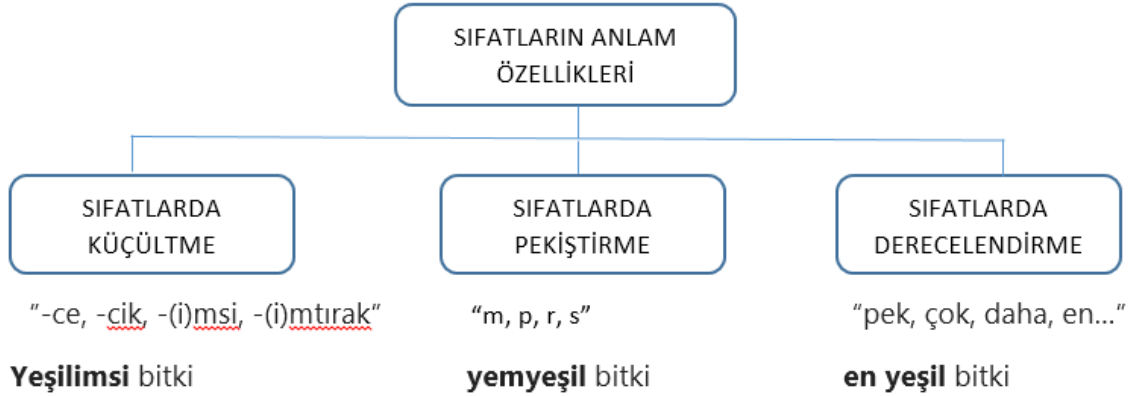 SIFATLARIN ANLAM
ÖZELLİKLERİ
SIFATLARDA
KÜÇÜLTME
SIFATLARDA
PEKİŞTİRME
SIFATLARDA
DERECELENDİRME
"-ce, -cik, -(i)msi, -(i)mtırak"
"m, p, r, s"
"pek, çok, daha, en…"
Yeşilimsi bitki
yemyeşil bitki
en yeşil bitki